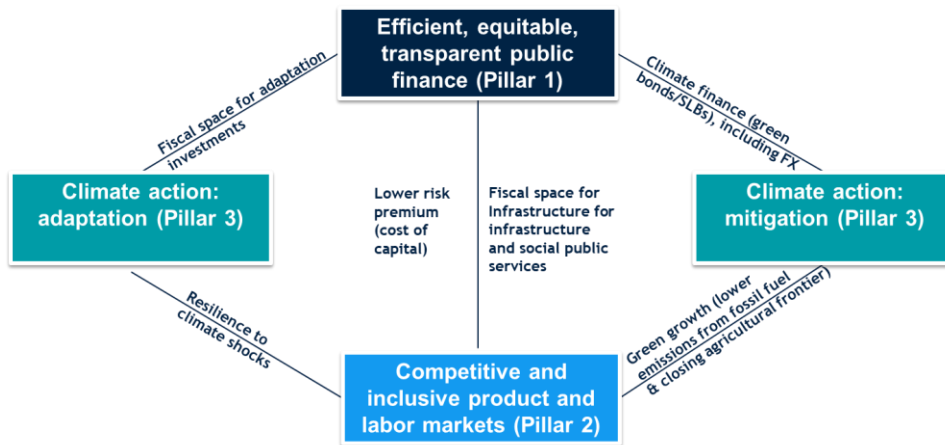 Efficient, equitable,
transparent public
finance (Pillar 1)
Fiscal space for adaptation
investments
Climate finance (green
bonds/SLBs), including FX
Climate action:
adaptation (Pillar 3)
Lower risk
premium
(cost of
capital)
Fiscal space for
Infrastructure for
infrastructure
and social public
services
Climate action:
mitigation (Pillar 3)
Resilience to
climate shocks
Green growth (lower
emissions from fossil fuel
& closing agricultural frontier)
Competitive and
inclusive product and
labor markets (Pillar 2)